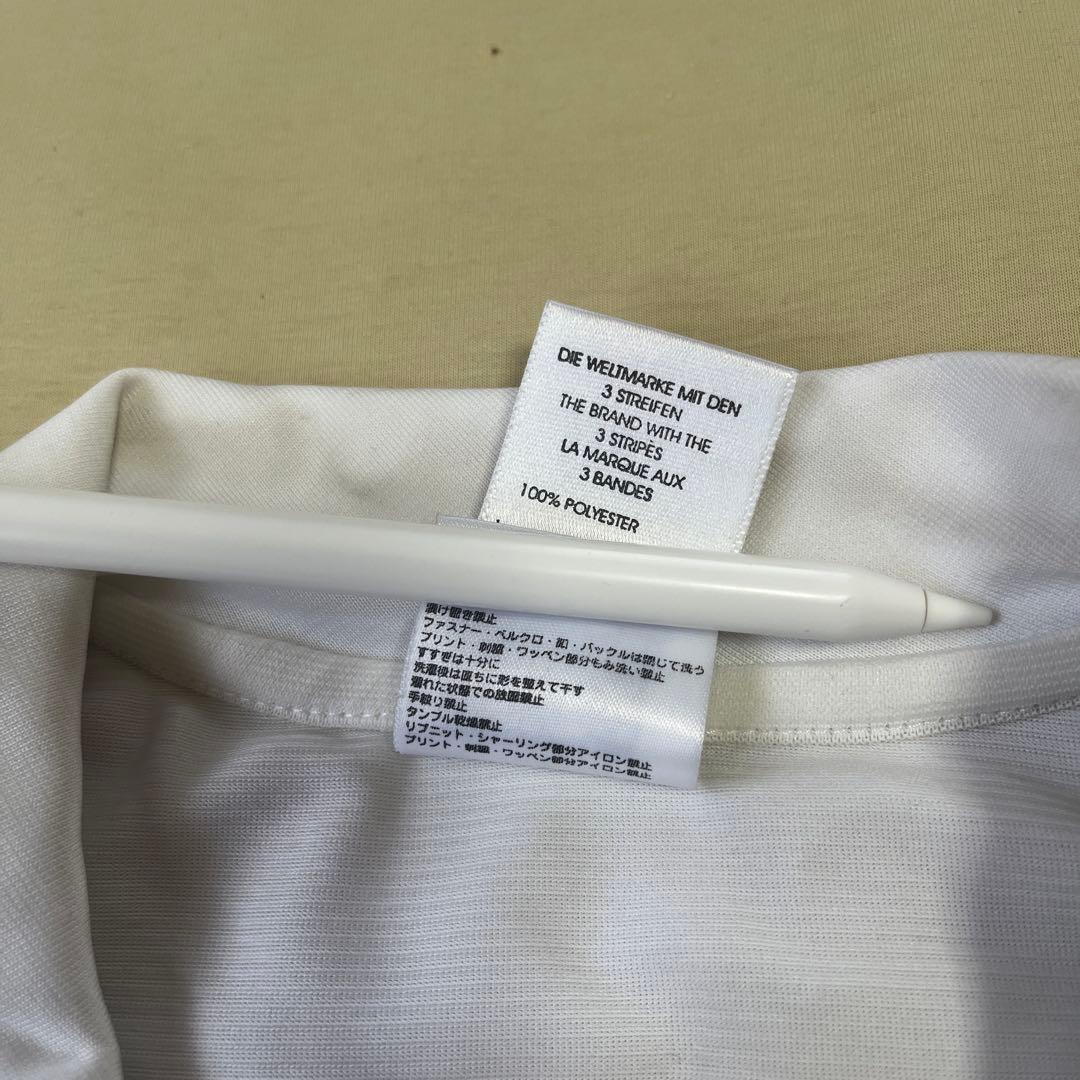 DIE WELTMARKE MIT DEN
3 STREIFEN
THE BRAND WITH THE
3 STRIPES
LA MARQUE AUX
3 BANDES
100% POLYESTER
漬け置き禁止
ファスナー・ベルクロ・釦・バックルは閉じて洗う
プリント・刺繍・ワッペン部分もみ洗い禁止
すすぎは十分に
洗濯後は直ちに形を整えて干す
濡れた状態での放置禁止
手絞り禁止
タンブル乾燥禁止
リブニット・シャーリング部分アイロン禁止
プリント・刺繍・ワッペン部分アイロン禁止